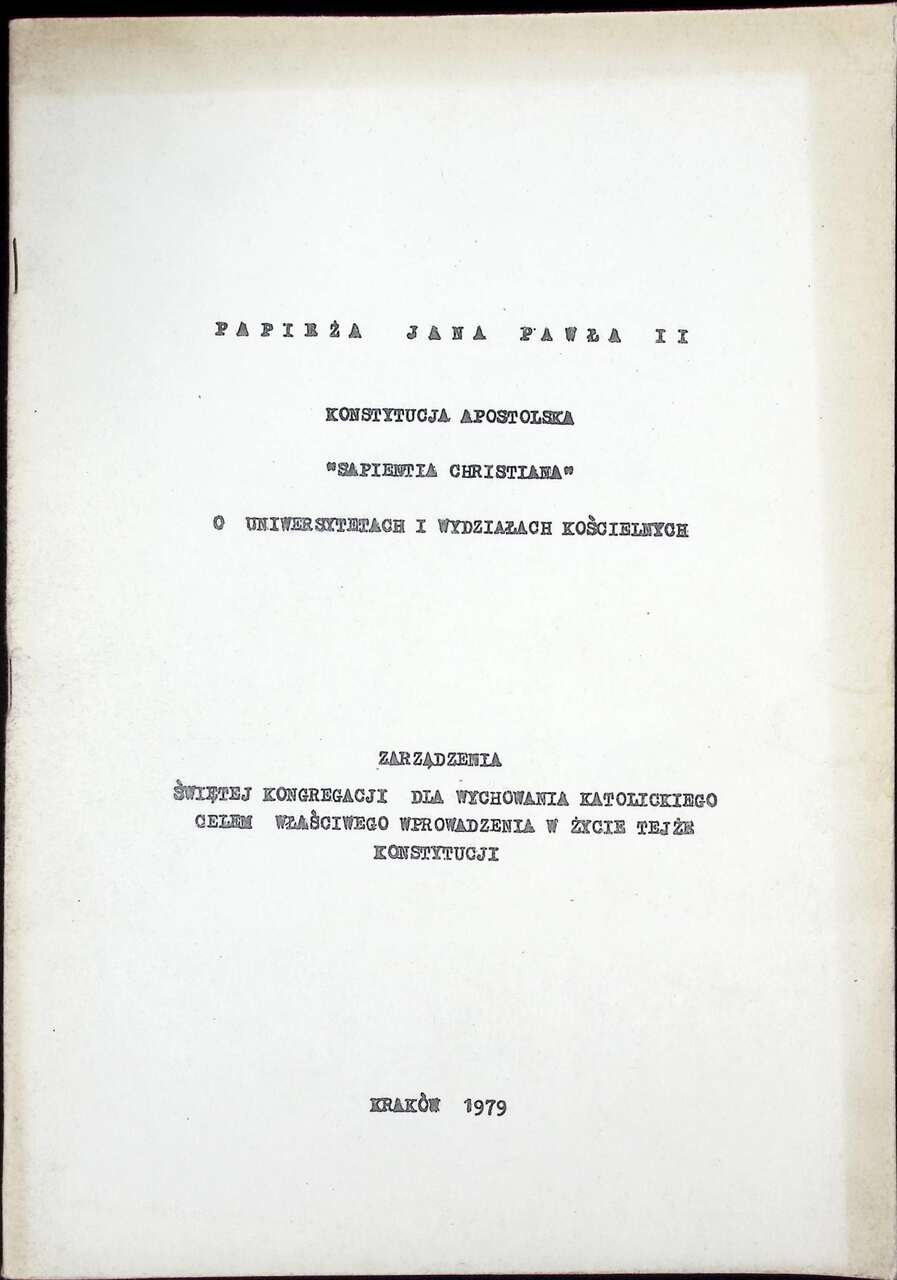 PAPIEŻA JANA PAWŁA II
KONSTYTUCJA APOSTOLSKA
"SAPIENTIA CHRISTIANA"
O UNIWERSYTETACH I WYDZIAŁACH KOŚCIELNYCH
ZARZĄDZENIA
ŚWIĘTEJ KONGREGACJI DLA WYCHOWANIA KATOLICKIEGO
CELEM WŁAŚCIWEGO WPROWADZENIA W ŻYCIE TEJŻE
KONSTYTUCJI
KRAKÓW 1979